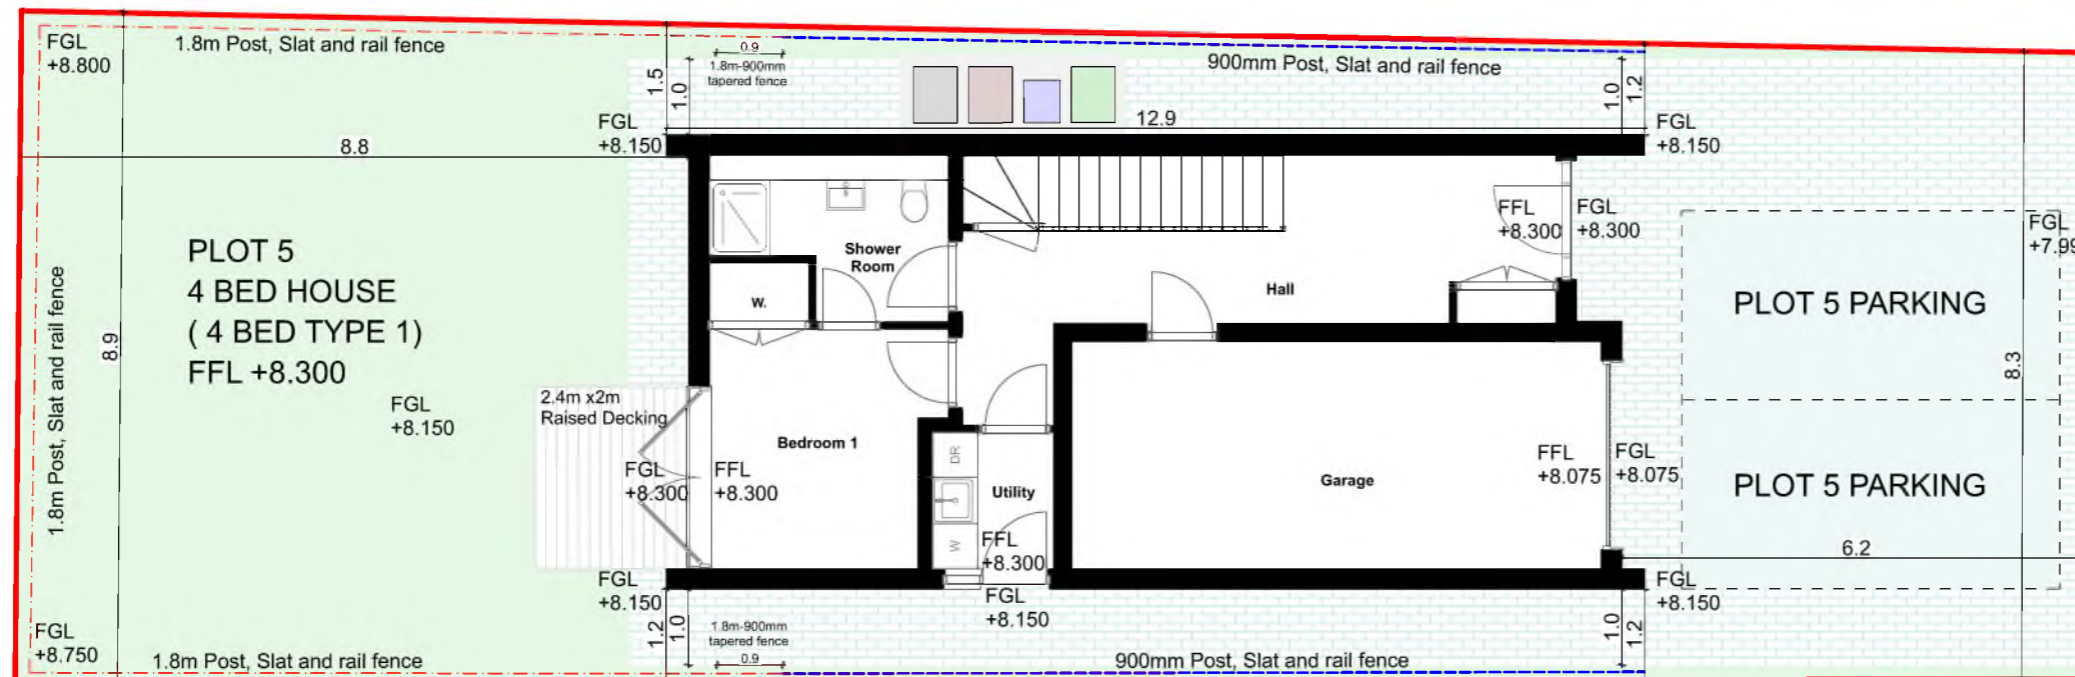 FGL
+8.800
1.8m Post, Slat and rail fence
0.9
1.8m-900mm
tapered fence
1.5
1.0
900mm Post, Slat and rail fence
1.0
1.2
12.9
FGL
+8.150
FGL
+8.150
8.8
PLOT 5
4 BED HOUSE
( 4 BED TYPE 1)
FFL +8.300
8.9
1.8m Post, Slat and rail fence
FGL
+8.150
Shower
Room
W.
Hall
FFL
+8.300
FGL
+8.300
FGL
+7.99
PLOT 5 PARKING
8.3
2.4m x2m
Raised Decking
Bedroom 1
FGL
+8.300
FFL
+8.300
DR
Utility
W
FFL
+8.300
Garage
FFL
+8.075
FGL
+8.075
PLOT 5 PARKING
6.2
FGL
+8.150
FGL
+8.150
FGL
+8.150
1.2
1.0
1.8m-900mm
tapered fence
0.9
1.0
1.2
FGL
+8.750
1.8m Post, Slat and rail fence
900mm Post, Slat and rail fence